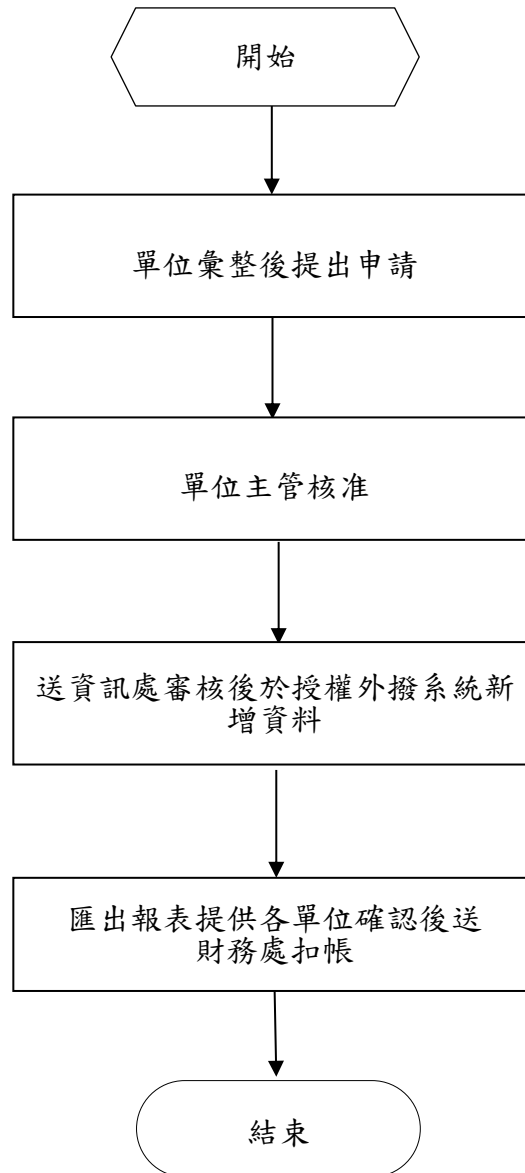 開始
單位彙整後提出申請
單位主管核准
送資訊處審核後於授權外撥系統新
增資料
匯出報表提供各單位確認後送
財務處扣帳
結束